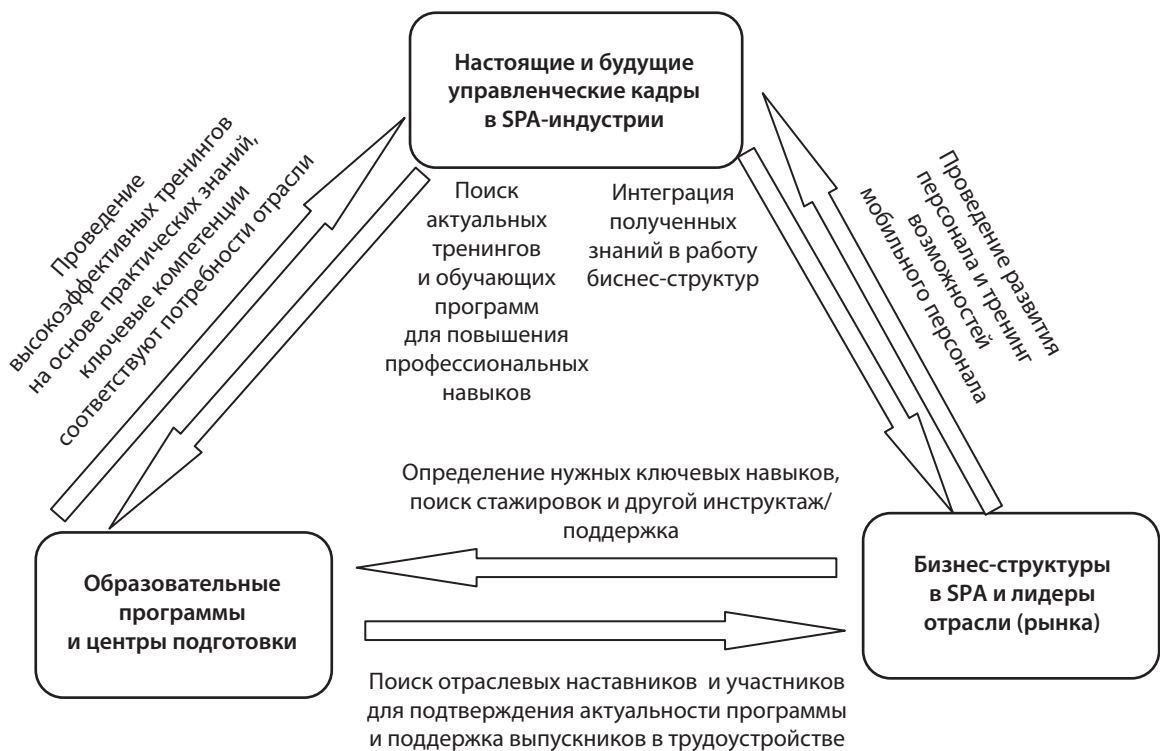 Настоящие и будущие
управленческие кадры
в SPA-индустрии
Проведение
высокоэффективных тренингов
на основе практических знаний,
ключевые компетенции
соответствуют потребности отрасли
Поиск
актуальных
тренингов
и обучающих
программ
для повышения
профессиональных
навыков
Интеграция
полученных
знаний в работу
биснес-структур
Проведение развития
персонала и тренинг
возможностей
мобильного персонала
Определение нужных ключевых навыков,
поиск стажировок и другой инструктаж/
поддержка
Образовательные
программы
и центры подготовки
Бизнес-структуры
в SPA и лидеры
отрасли (рынка)
Поиск отраслевых наставников и участников
для подтверждения актуальности программы
и поддержка выпускников в трудоустройстве